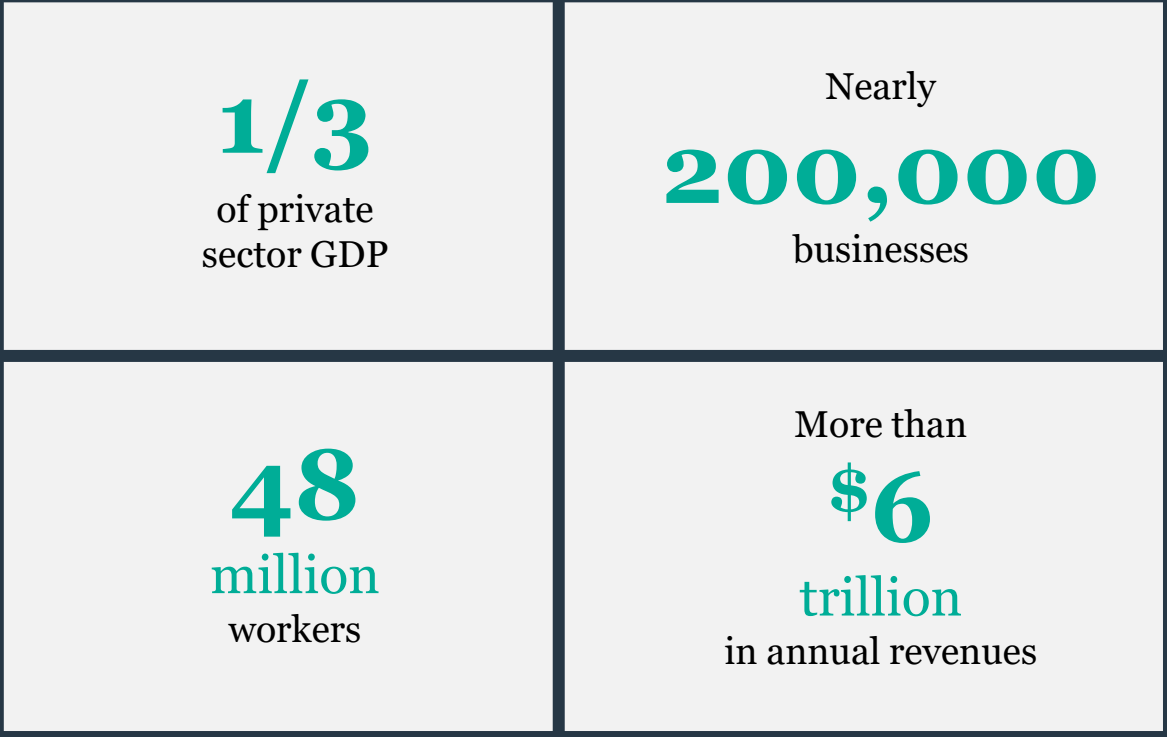 1/3
of private
sector GDP
Nearly
200,000
businesses
48
million
workers
More than
$6
trillion
in annual revenues